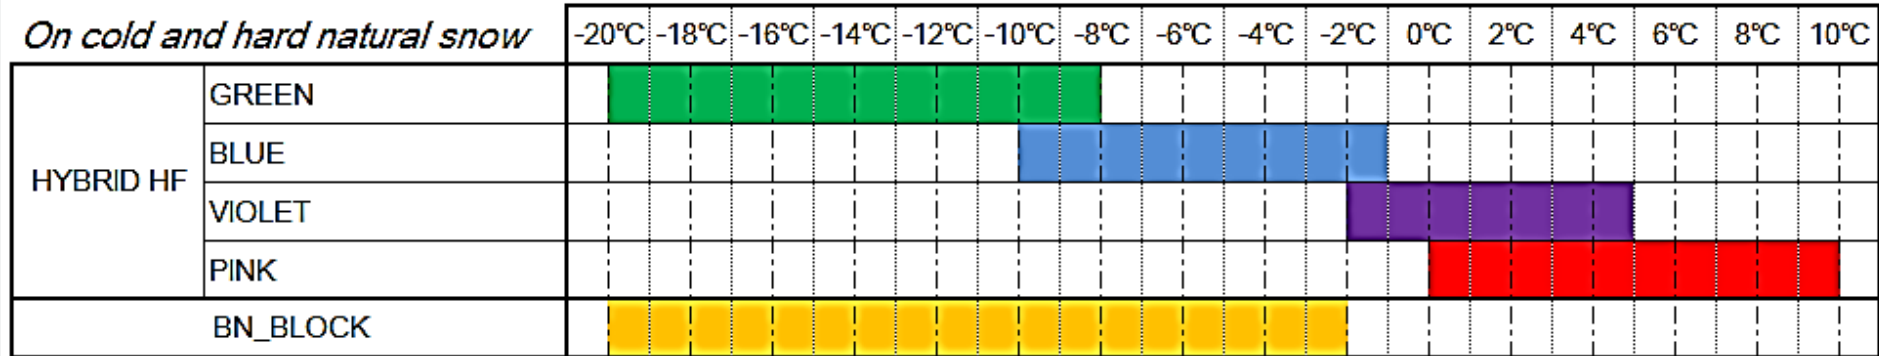 On cold and hard natural snow -20℃ -18℃ -16℃ -14℃ -12℃ -10℃ -8℃ -6℃ -4℃ -2℃ 0℃ 2℃ 4℃ 6℃ 8℃ 10℃
GREEN
BLUE
HYBRID HF
VIOLET
PINK
BN_BLOCK